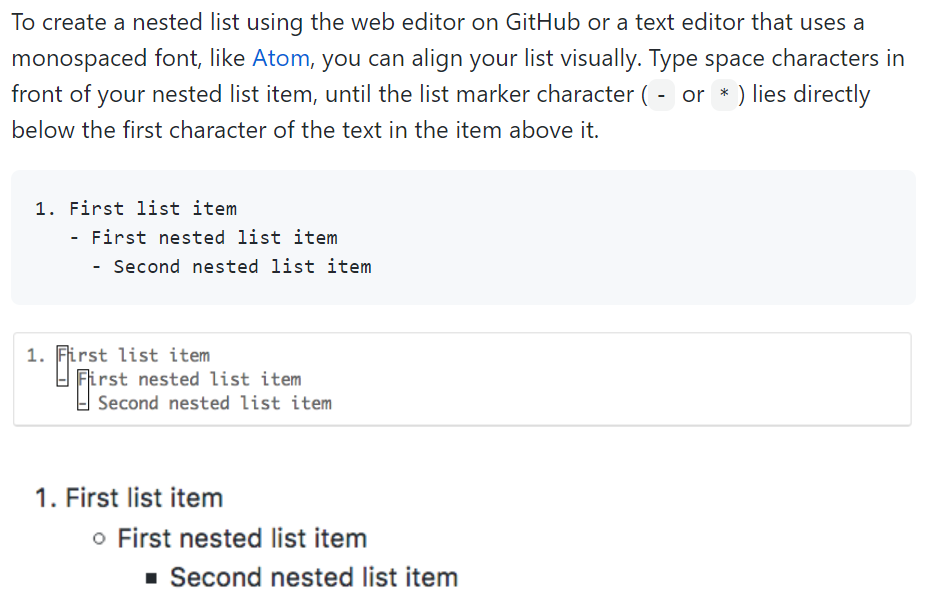 To create a nested list using the web editor on GitHub or a text editor that uses a
monospaced font, like Atom, you can align your list visually. Type space characters in
front of your nested list item, until the list marker character ( - or * ) lies directly
below the first character of the text in the item above it.
1. First list item
   - First nested list item
     - Second nested list item
1. First list item
   - First nested list item
     - Second nested list item
1. First list item
   ○ First nested list item
     ■ Second nested list item